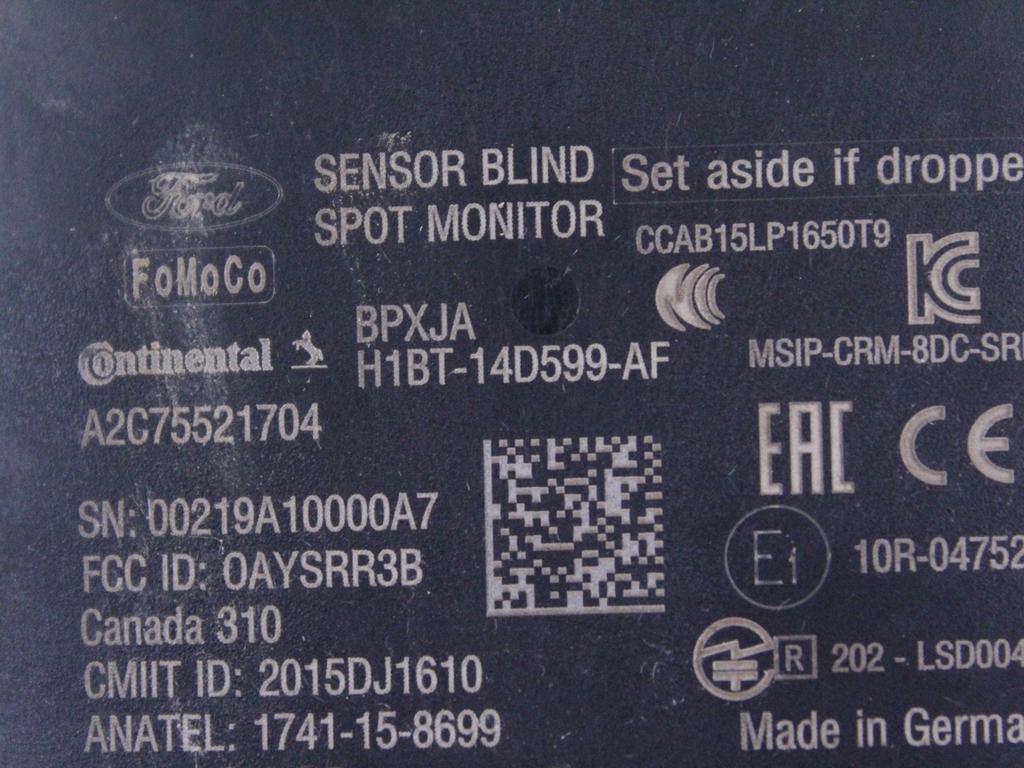 Ford
FoMoCo
SENSOR BLIND
SPOT MONITOR
Set aside if droppe
CCAB15LP1650T9
BPXJA
H1BT-14D599-AF
Continental
A2C75521704
MSIP-CRM-8DC-SR
EAC CE
SN: 00219A10000A7
FCC ID: OAYSRR3B
Canada 310
CMIIT ID: 2015DJ1610
ANATEL: 1741-15-8699
E1 10R-04752
R 202 - LSD004
Made in Germa